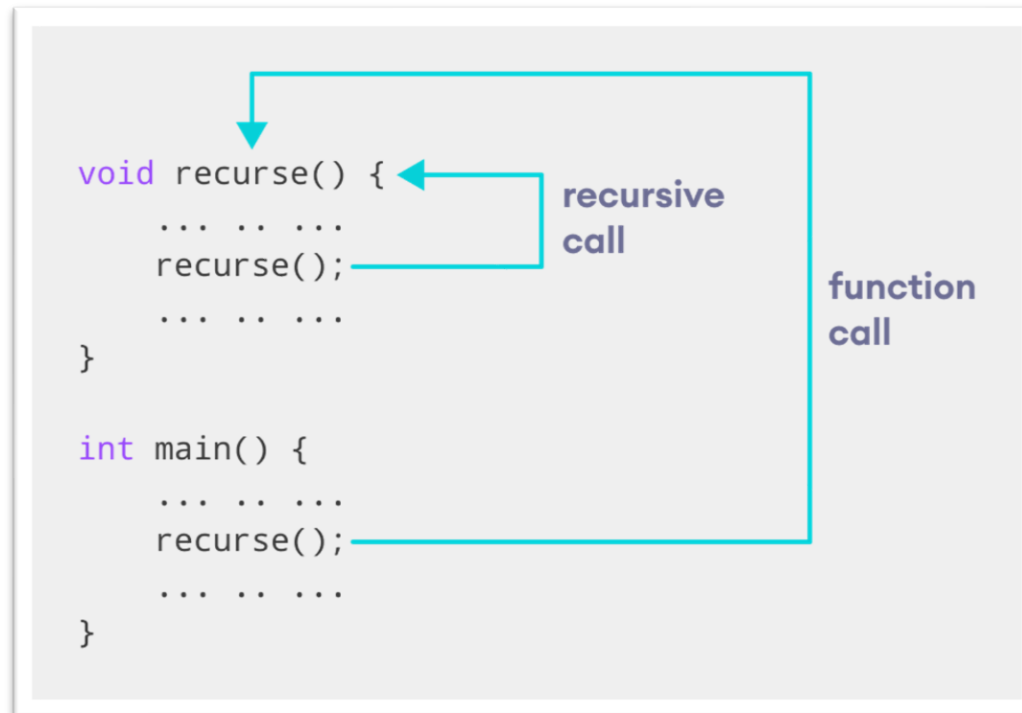 void recurse() {
... .. ...
recurse();
... .. ...
}
recursive
call
function
call
int main() {
... .. ...
recurse();
... .. ...
}